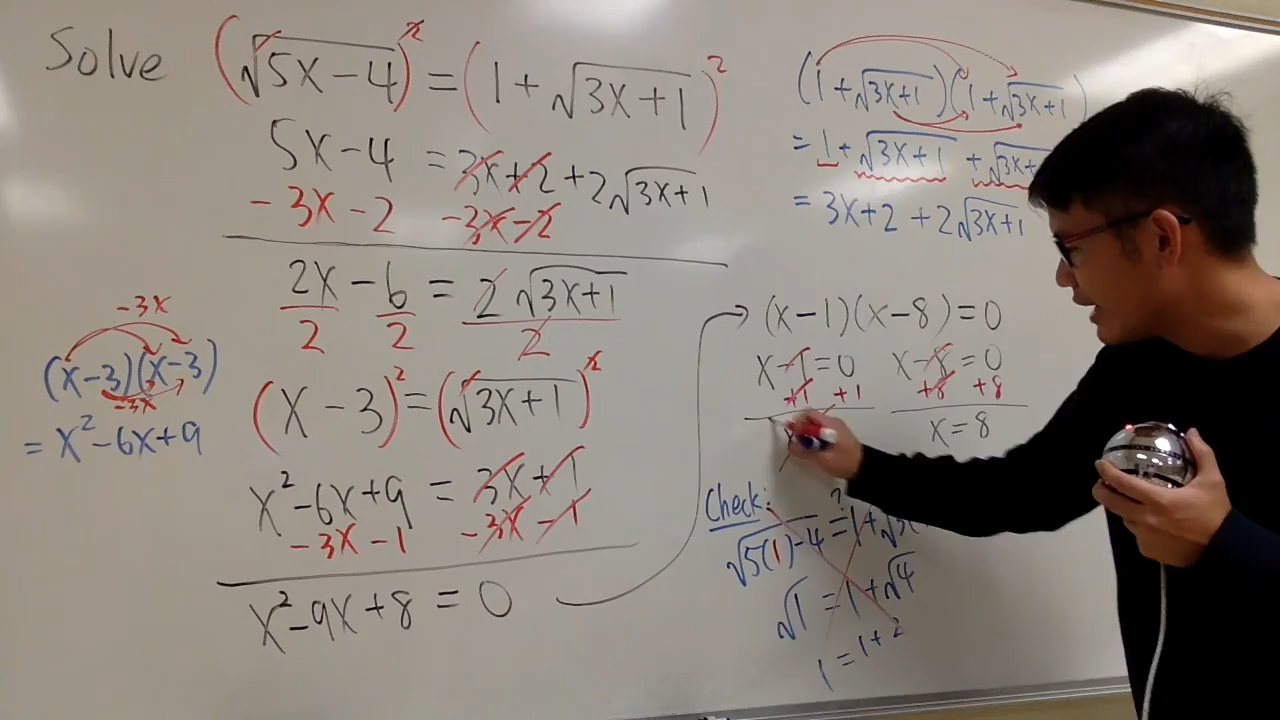 Solve (√(5x-4))² = (1+√(3x+1))²
5x-4 = 3x+2+2√(3x+1)
-3x-2 -3x-2
2x-6 = 2√(3x+1)
2 2 2
(x-3)² = (√(3x+1))²
x²-6x+9 = 3x+1
-3x-1 -3x-1
x²-9x+8 = 0
-3x
(x-3)(x-3)
-3x
= x²-6x+9
(1+√(3x+1))(1+√(3x+1))
= 1+√(3x+1) +√3x+
= 3x+2+2√(3x+1)
(x-1)(x-8)=0
x-1=0 x-8=0
+1 +1 +8 +8
x=8
Check:
√(5(1)-4) ?= 1+√3(
√1 = 1+√4
1 = 1+2